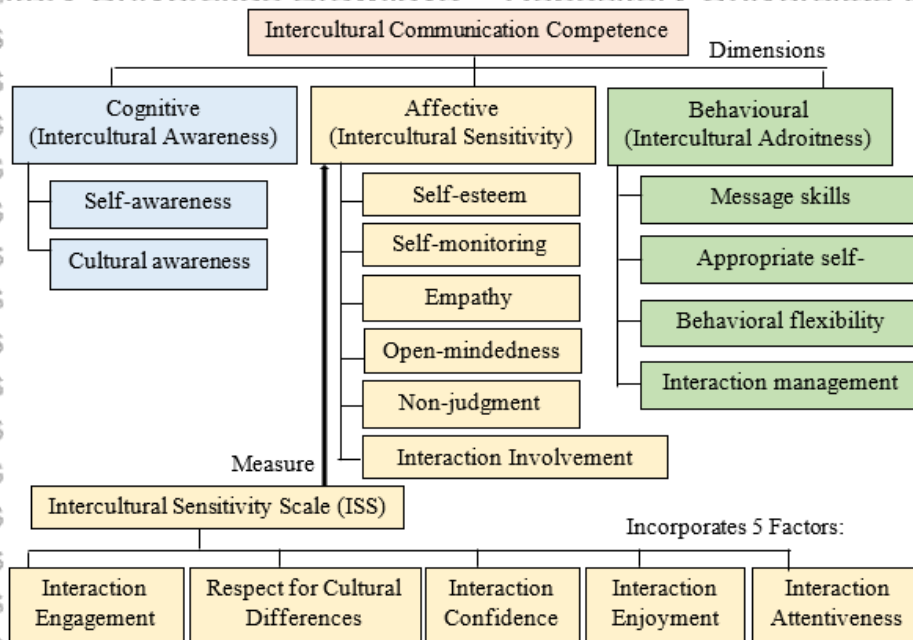 Intercultural Communication Competence
Dimensions
Cognitive
(Intercultural Awareness)
Affective
(Intercultural Sensitivity)
Behavioural
(Intercultural Adroitness)
Self-awareness
Cultural awareness
Self-esteem
Self-monitoring
Empathy
Open-mindedness
Non-judgment
Interaction Involvement
Message skills
Appropriate self-
Behavioral flexibility
Interaction management
Measure
Intercultural Sensitivity Scale (ISS)
Incorporates 5 Factors:
Interaction
Engagement
Respect for Cultural
Differences
Interaction
Confidence
Interaction
Enjoyment
Interaction
Attentiveness